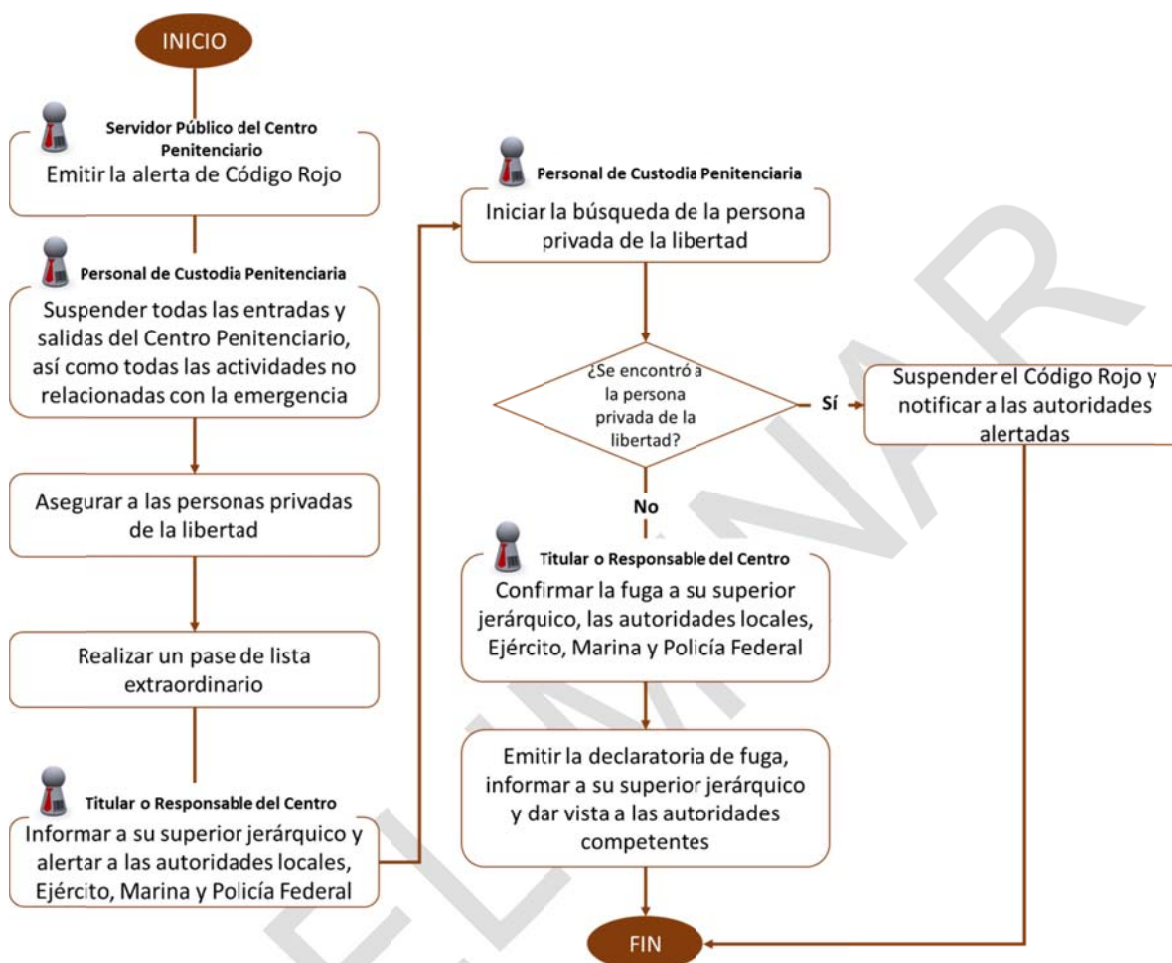 INICIO
Servidor Público del Centro
Penitenciario
Emitir la alerta de Código Rojo
Personal de Custodia Penitenciaria
Suspender todas las entradas y
salidas del Centro Penitenciario,
así como todas las actividades no
relacionadas con la emergencia
Asegurar a las personas privadas
de la libertad
Realizar un pase de lista
extraordinario
Titular o Responsable del Centro
Informar a su superior jerárquico y
alertar a las autoridades locales,
Ejército, Marina y Policía Federal
Personal de Custodia Penitenciaria
Iniciar la búsqueda de la persona
privada de la libertad
¿Se encontró a
la persona
privada de la
libertad?
Sí
Suspender el Código Rojo y
notificar a las autoridades
alertadas
No
Titular o Responsable del Centro
Confirmar la fuga a su superior
jerárquico, las autoridades locales,
Ejército, Marina y Policía Federal
Emitir la declaratoria de fuga,
informar a su superior jerárquico
y dar vista a las autoridades
competentes
FIN